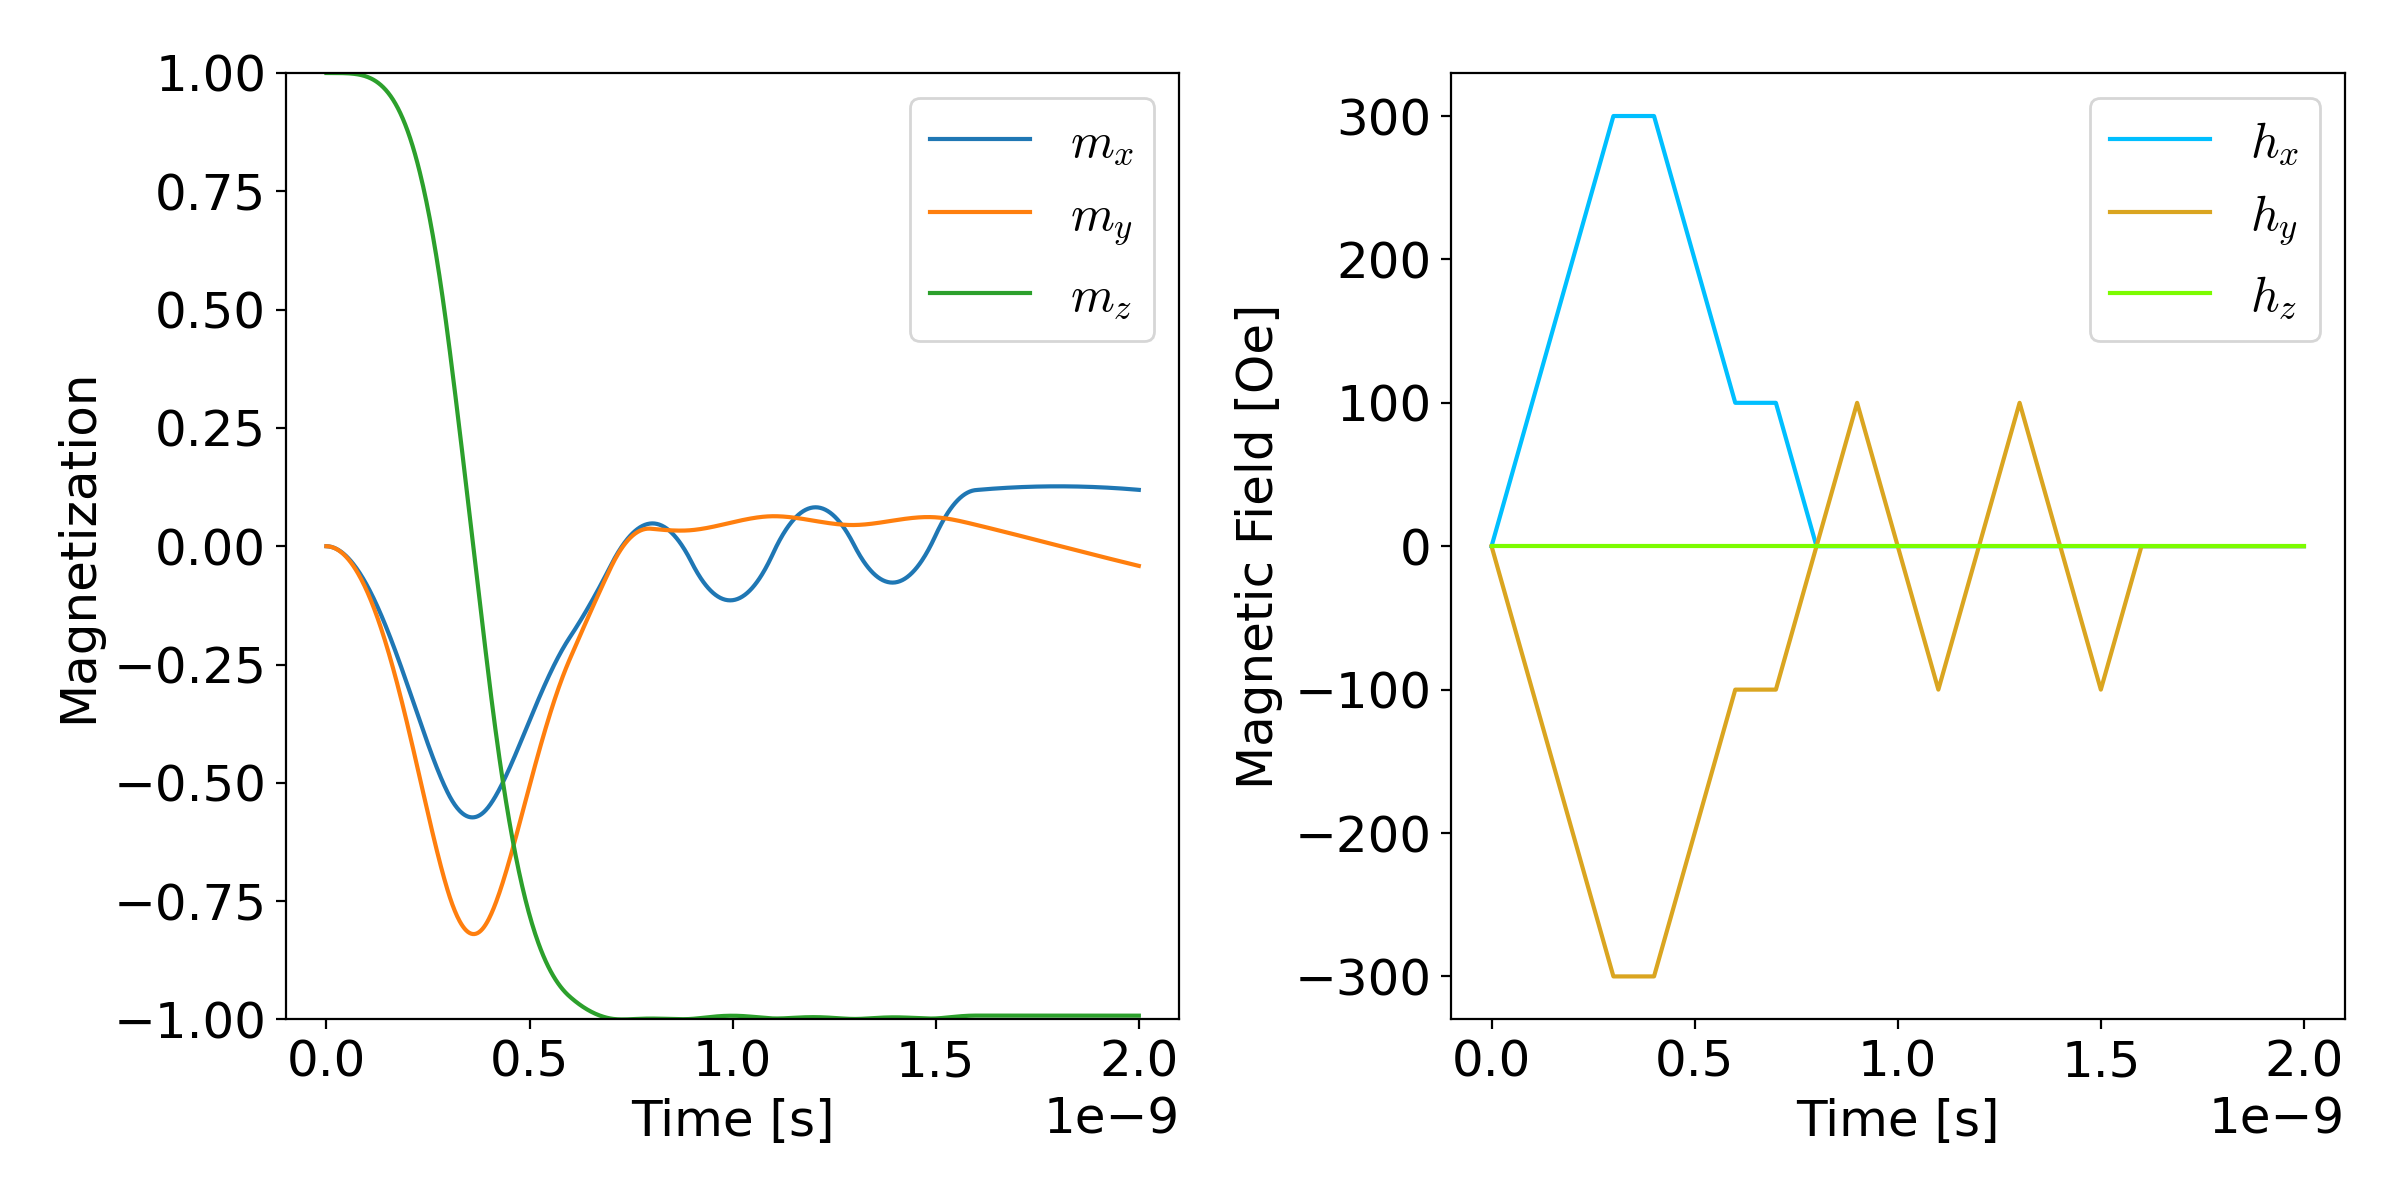 Magnetization
1.00
0.75
0.50
0.25
0.00
−0.25
−0.50
−0.75
−1.00
0.0 0.5 1.0 1.5 2.0
Time [s]
1e−9
m_x
m_y
m_z
Magnetic Field [Oe]
300
200
100
0
−100
−200
−300
0.0 0.5 1.0 1.5 2.0
Time [s]
1e−9
h_x
h_y
h_z